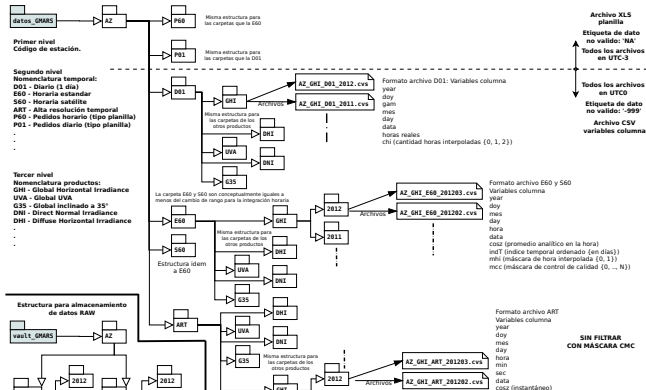 datos_GMARS
AZ
P60
Misma estructura para
las carpetas que la E60
Archivo XLS
planilla
Etiqueta de dato
no valido: 'NA'
Todos los archivos
en UTC-3
Primer nivel
Código de estación.
P01
Misma estructura para
las carpetas que la D01
Todos los archivos
en UTC0
Etiqueta de dato
no valido: '-999'
Archivo CSV
variables columna
Segundo nivel
Nomenclatura temporal:
D01 - Diario (1 día)
E60 - Horaria estandar
S60 - Horaria satélite
ART - Alta resolución temporal
P60 - Pedidos horario (tipo planilla)
P01 - Pedidos diario (tipo planilla)
.
.
.
D01
GHI
Archivos
AZ_GHI_D01_2012.cvs
AZ_GHI_D01_2011.cvs
Formato archivo D01: Variables columna
year
doy
gam
mes
day
data
horas reales
chi (cantidad horas interpoladas {0, 1, 2})
Misma estructura para
las carpetas de los
otros productos
DHI
UVA
DNI
G35
Tercer nivel
Nomenclatura productos:
GHI - Global Horizontal Irradiance
UVA - Global UVA
G35 - Global inclinado a 35°
DNI - Direct Normal Irradiance
DHI - Diffuse Horizontal Irradiance
.
.
.
La carpeta E60 y S60 son conceptualmente iguales a
menos del cambio de rango para la integración horaria
E60
GHI
2012
2011
Archivos
AZ_GHI_E60_201203.cvs
AZ_GHI_E60_201202.cvs
Formato archivo E60 y S60
Variables columna
year
doy
mes
day
hora
data
cosz (promedio analítico en la hora)
indT (indice temporal ordenado {en días})
mhi (máscara de hora interpolada {0, 1})
mcc (máscara de control de calidad {0, .., N})
Misma estructura para
las carpetas de los
otros productos
S60
Estructura idem
a E60
DHI
UVA
DNI
G35
Estructura para almacenamiento
de datos RAW
vault_GMARS
AZ
2012
2012
ART
DHI
UVA
DNI
G35
GHI
Misma estructura para
las carpetas de los
otros productos
2012
Archivos
AZ_GHI_ART_201203.cvs
AZ_GHI_ART_201202.cvs
Formato archivo ART
Variables columna
year
doy
mes
day
hora
min
sec
data
cosz (instantáneo)
SIN FILTRAR
CON MÁSCARA CMC